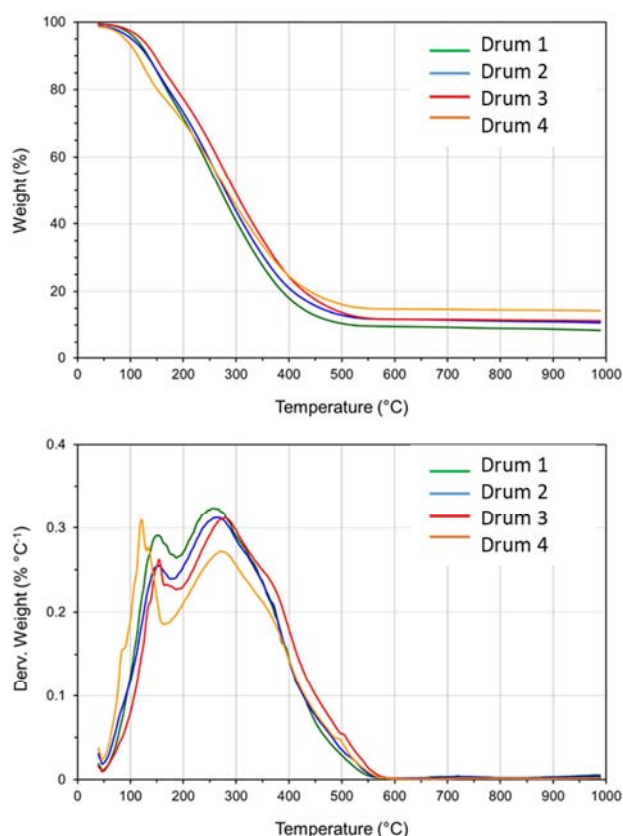 100
80
60
40
20
0
Weight (%)
Drum 1
Drum 2
Drum 3
Drum 4
0 100 200 300 400 500 600 700 800 900 1000
Temperature (°C)
0.4
0.3
0.2
0.1
0
Derv. Weight (% °C⁻¹)
Drum 1
Drum 2
Drum 3
Drum 4
0 100 200 300 400 500 600 700 800 900 1000
Temperature (°C)